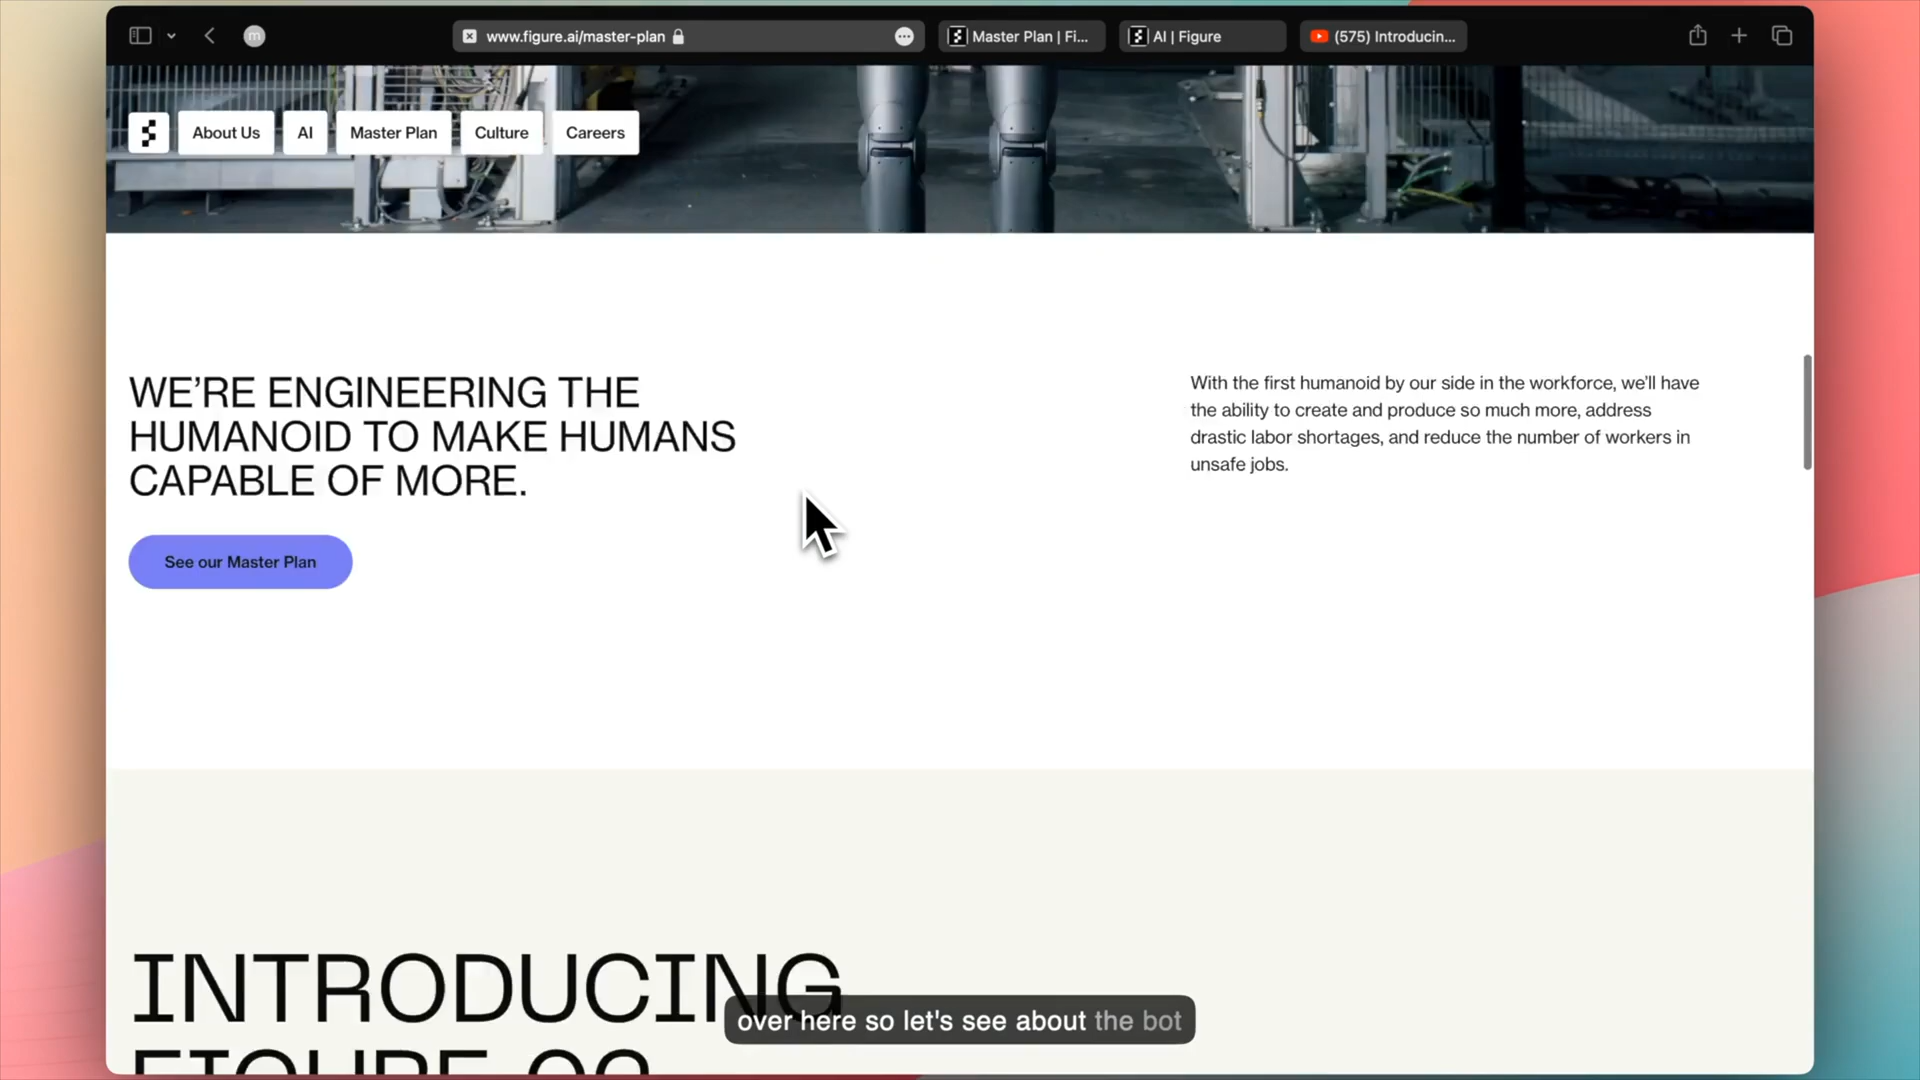 m
www.figure.ai/master-plan
Master Plan | Fi...
AI | Figure
(575) Introducin...
About Us
AI
Master Plan
Culture
Careers
WE'RE ENGINEERING THE
HUMANOID TO MAKE HUMANS
CAPABLE OF MORE.
See our Master Plan
With the first humanoid by our side in the workforce, we'll have
the ability to create and produce so much more, address
drastic labor shortages, and reduce the number of workers in
unsafe jobs.
INTRODUCING
FIGURE
over here so let's see about the bot